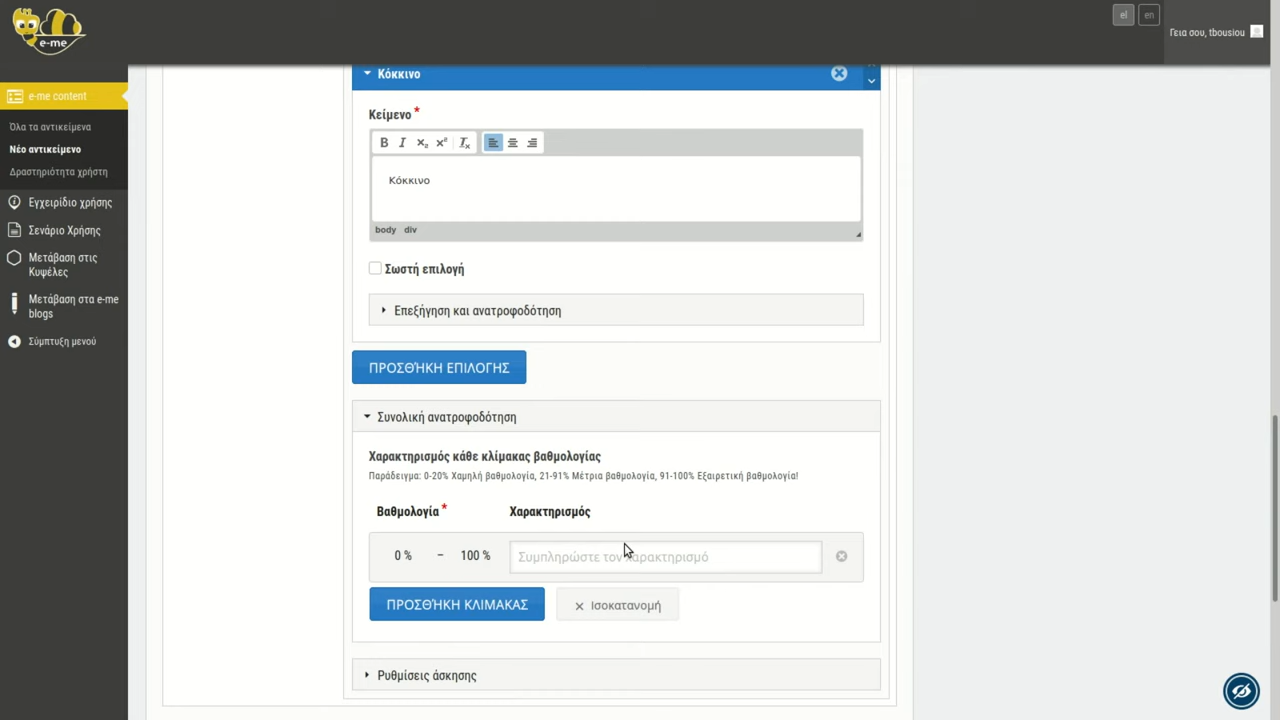 el en
Γεια σου, tbousiou
e-me
e-me content
Όλα τα αντικείμενα
Νέο αντικείμενο
Δραστηριότητα χρήστη
Εγχειρίδιο χρήσης
Σενάριο Χρήσης
Μετάβαση στις
Κυψέλες
Μετάβαση στα e-me
blogs
Σύμπτυξη μενού
Κόκκινο
Κείμενο *
B I x₂ x² Tx
Κόκκινο
body div
Σωστή επιλογή
Επεξήγηση και ανατροφοδότηση
ΠΡΟΣΘΉΚΗ ΕΠΙΛΟΓΗΣ
Συνολική ανατροφοδότηση
Χαρακτηρισμός κάθε κλίμακας βαθμολογίας
Παράδειγμα: 0-20% Χαμηλή βαθμολογία, 21-91% Μέτρια βαθμολογία, 91-100% Εξαιρετική βαθμολογία!
Βαθμολογία * Χαρακτηρισμός
0 % – 100 % Συμπληρώστε τον χαρακτηρισμό
ΠΡΟΣΘΉΚΗ ΚΛΙΜΑΚΑΣ Ισοκατανομή
Ρυθμίσεις άσκησης